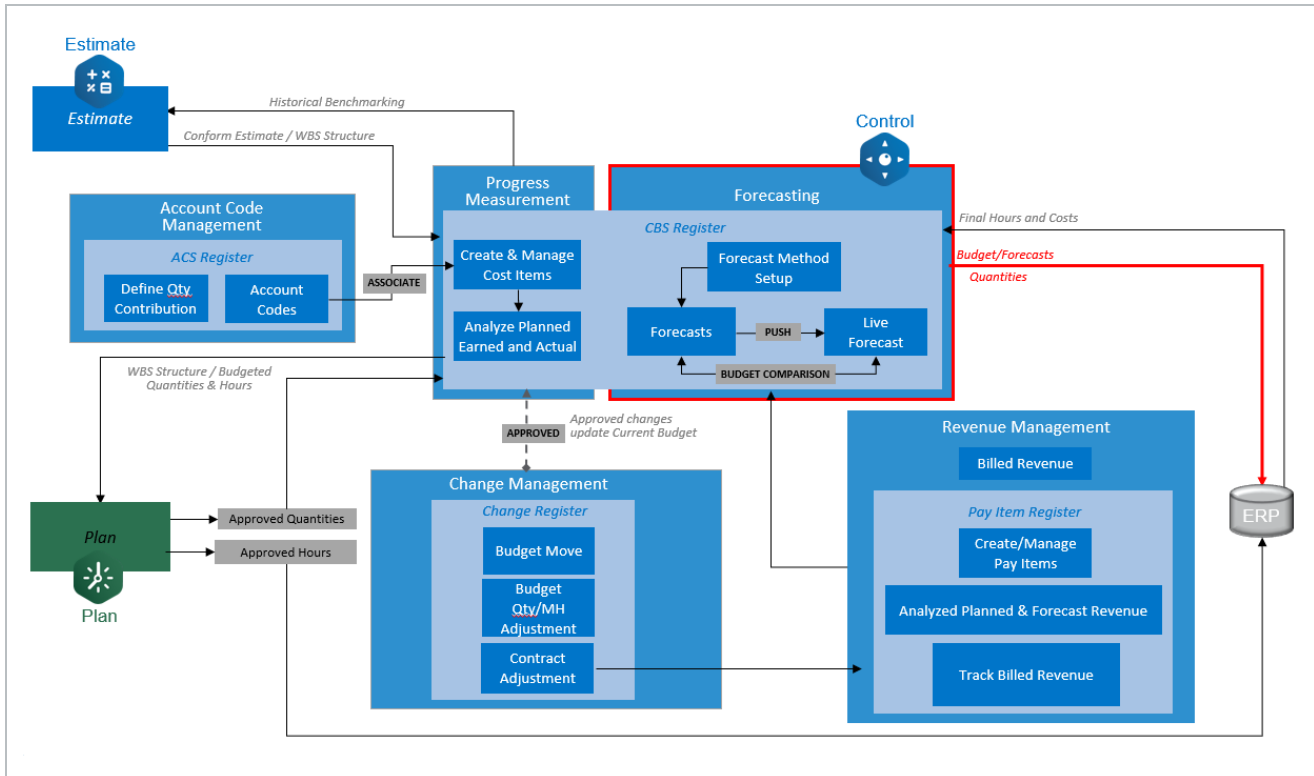 Estimate
Estimate
Historical Benchmarking
Conform Estimate / WBS Structure
Control
Account Code
Management
ACS Register
Define Qty
Contribution
Account
Codes
ASSOCIATE
Progress
Measurement
Forecasting
CBS Register
Create & Manage
Cost Items
Analyze Planned
Earned and Actual
Forecast Method
Setup
Forecasts
PUSH
Live
Forecast
BUDGET COMPARISON
Final Hours and Costs
Budget/Forecasts
Quantities
WBS Structure / Budgeted
Quantities & Hours
APPROVED
Approved changes
update Current Budget
Plan
Plan
Approved Quantities
Approved Hours
Change Management
Change Register
Budget Move
Budget
Qty/MH
Adjustment
Contract
Adjustment
Revenue Management
Billed Revenue
Pay Item Register
Create/Manage
Pay Items
Analyzed Planned & Forecast Revenue
Track Billed Revenue
ERP